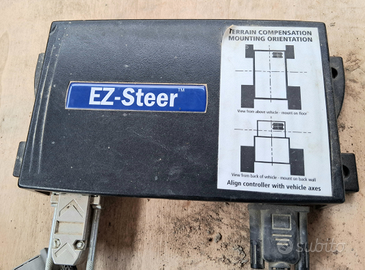 TERRAIN COMPENSATION
MOUNTING ORIENTATION
EZ-Steer™
View from above vehicle - mount on floor
View from back of vehicle - mount on back wall
Align controller with vehicle axes
subito